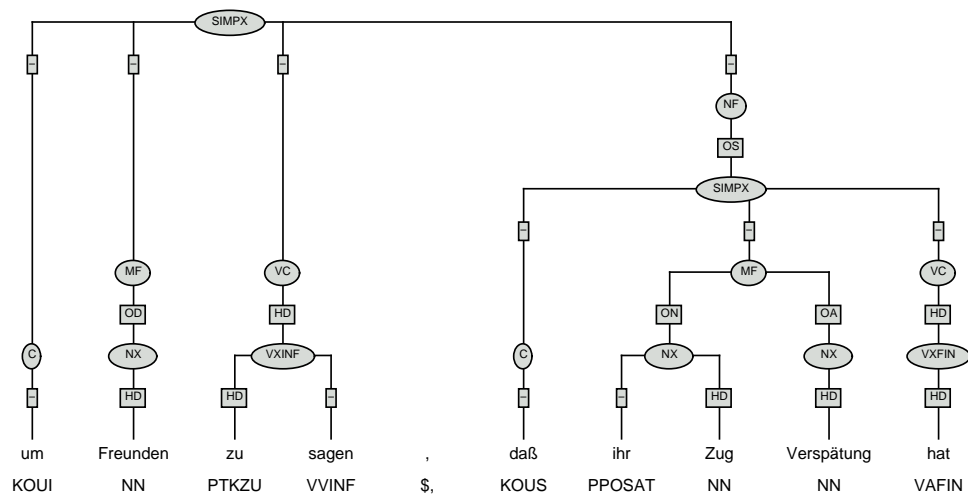 SIMPX
– – – –
NF
OS
SIMPX
– – –
MF VC MF VC
OD HD ON OA HD
C NX VXINF C NX NX VXFIN
– HD HD – – – HD HD HD
um Freunden zu sagen , daß ihr Zug Verspätung hat
KOUI NN PTKZU VVINF $, KOUS PPOSAT NN NN VAFIN